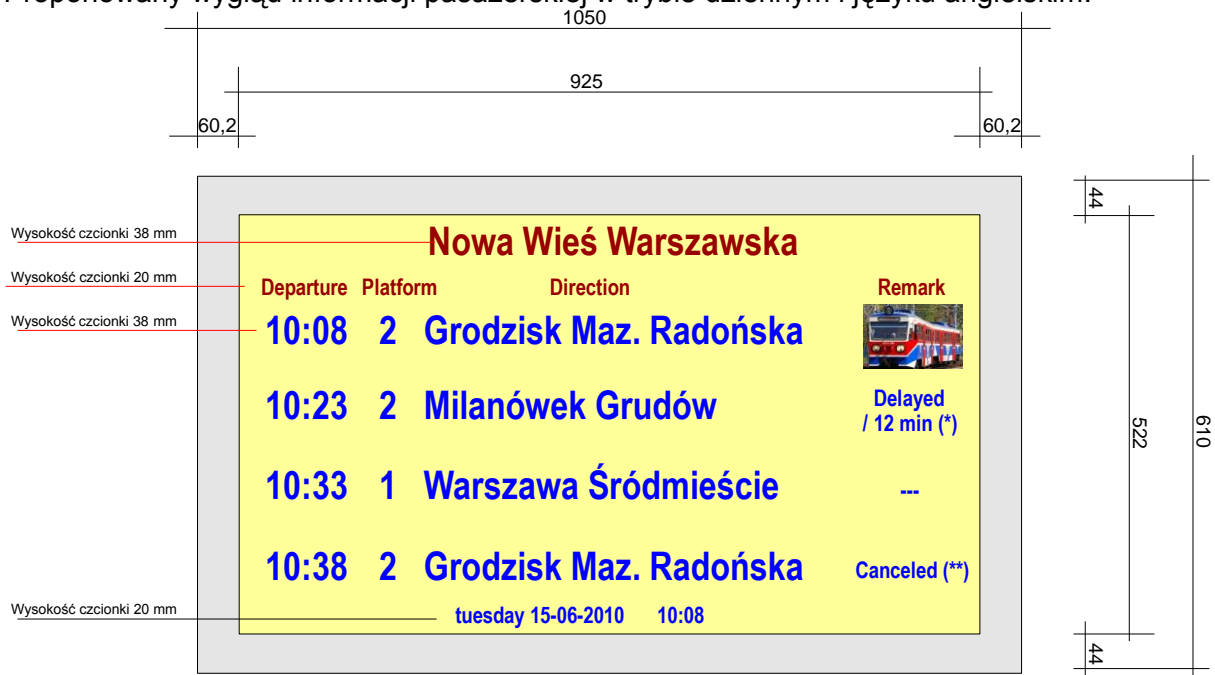 Proponowany wygląd informacji pasażerskiej w trybie dziennym i języku angielskim.
1050
925
60,2
60,2
44
Wysokość czcionki 38 mm
Nowa Wieś Warszawska
Wysokość czcionki 20 mm
Departure Platform Direction Remark
Wysokość czcionki 38 mm
10:08 2 Grodzisk Maz. Radońska
10:23 2 Milanówek Grudów
Delayed
/ 12 min (*)
522
610
10:33 1 Warszawa Śródmieście ---
10:38 2 Grodzisk Maz. Radońska Canceled (**)
Wysokość czcionki 20 mm
tuesday 15-06-2010 10:08
44